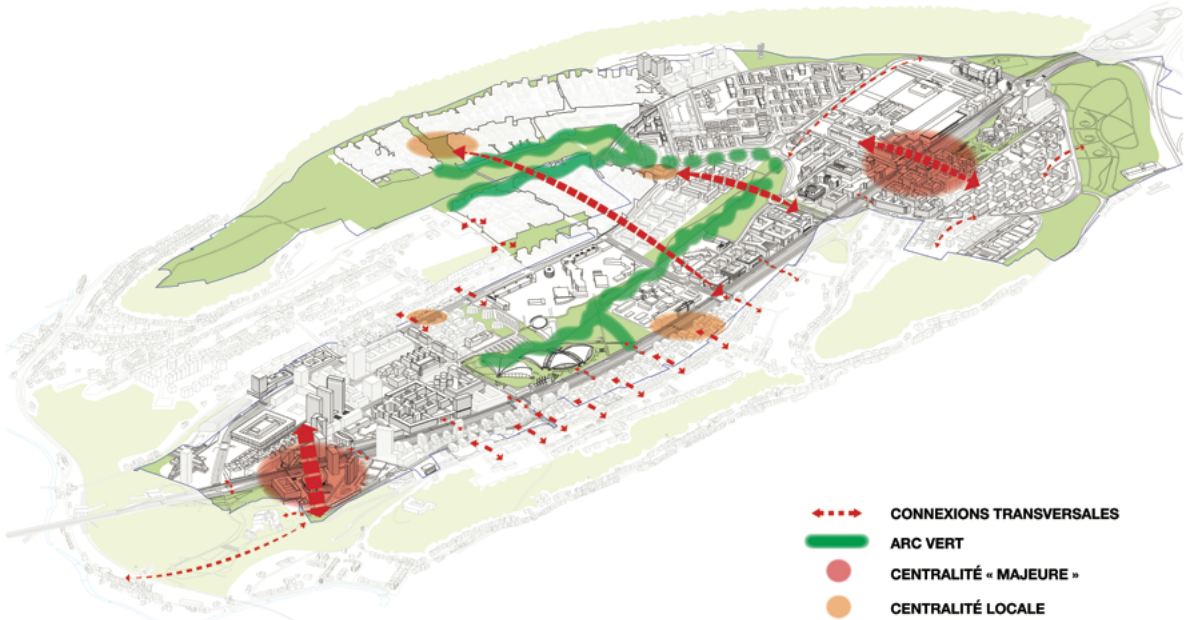 CONNEXIONS TRANSVERSALES
ARC VERT
CENTRALITÉ « MAJEURE »
CENTRALITÉ LOCALE